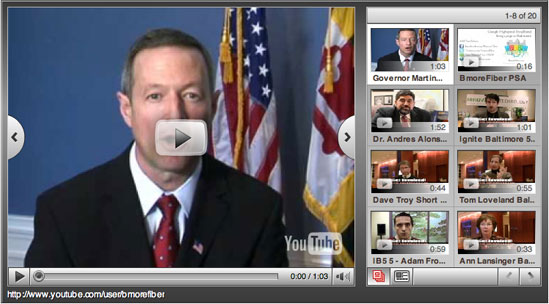 YouTube
0:00 / 1:03
http://www.youtube.com/user/bmorefiber
1-8 of 20
1:03
Governor Martin...
0:16
BmoreFiber PSA
1:52
Dr. Andres Alons...
1:01
Ignite Baltimore 5...
0:44
Dave Troy Short ...
0:55
Tom Loveland Bal...
0:59
IB55 - Adam Fro...
0:33
Ann Lansinger Ba...